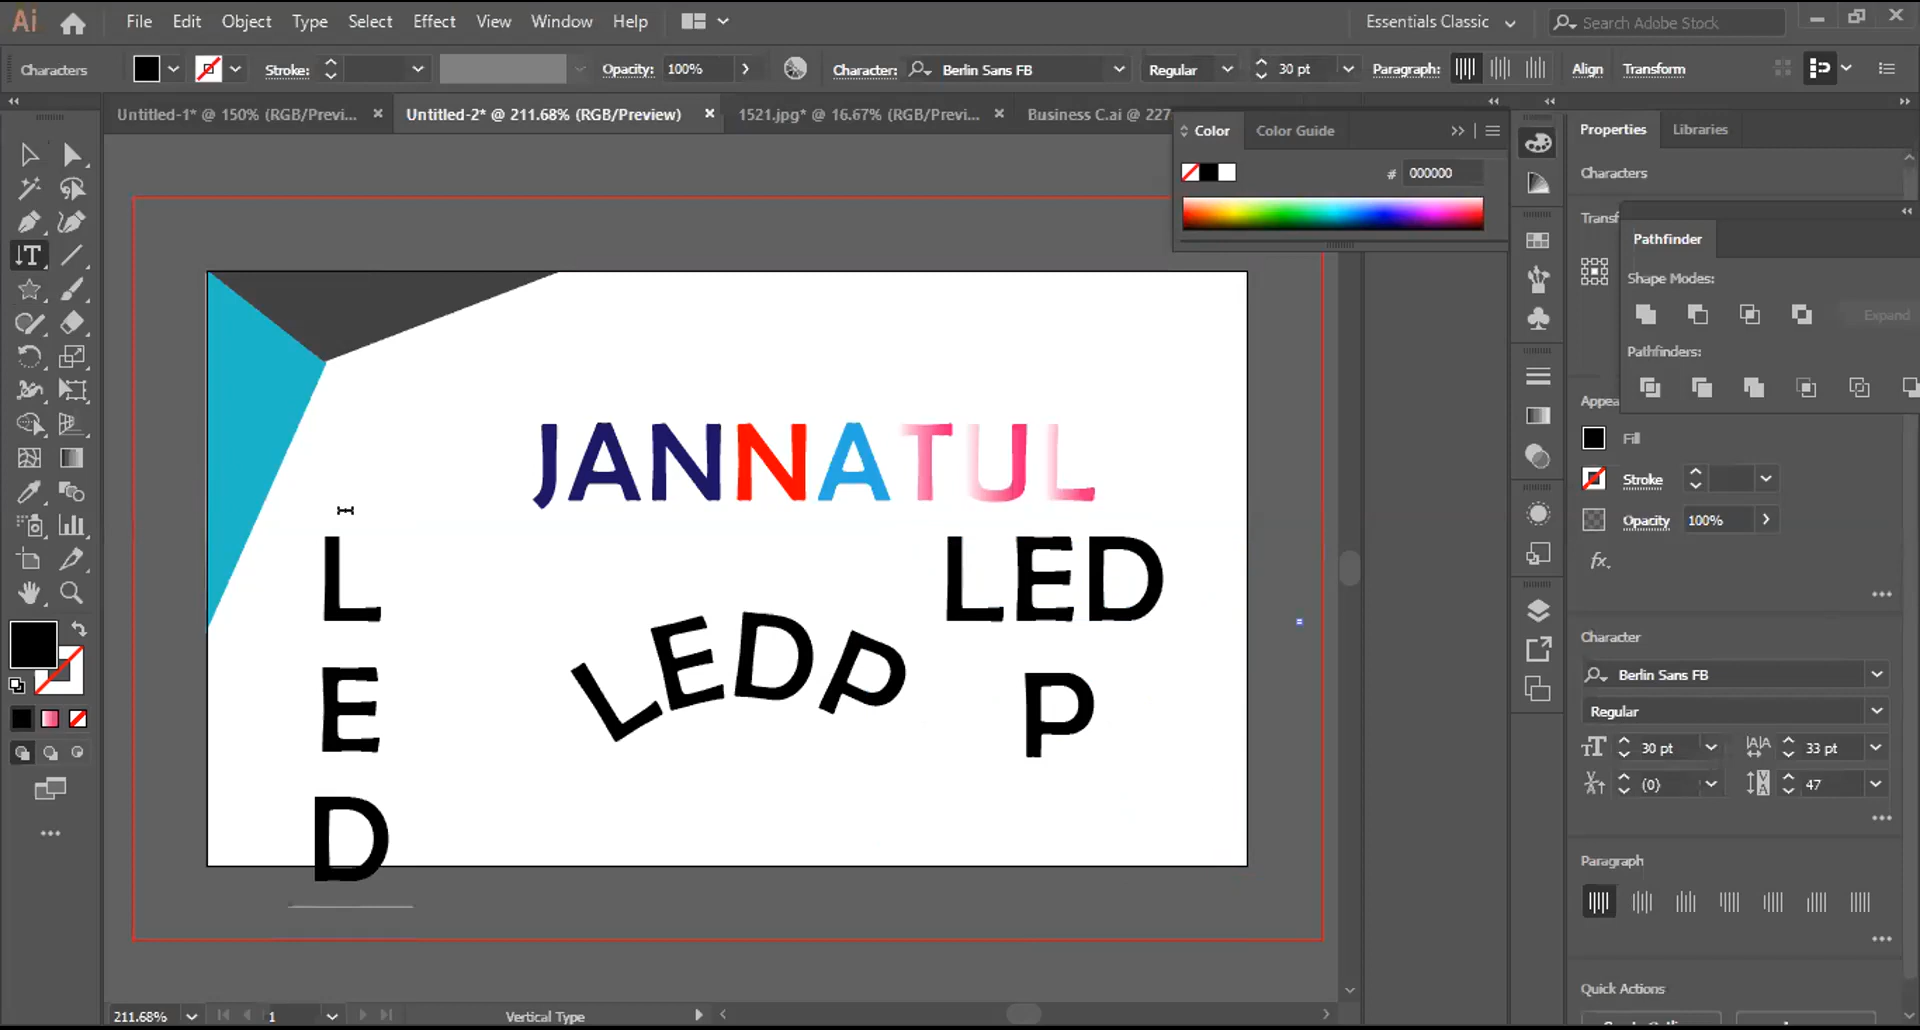 Ai File Edit Object Type Select Effect View Window Help Essentials Classic Search Adobe Stock
Characters Stroke: Opacity: 100% Character: Berlin Sans FB Regular 30 pt Paragraph: Align Transform
Untitled-1* @ 150% (RGB/Previ... Untitled-2* @ 211.68% (RGB/Preview) 1521.jpg* @ 16.67% (RGB/Previ... Business C.ai @ 227
Color Color Guide
# 000000
Properties Libraries
Characters
Transf
Pathfinder
Shape Modes:
Expand
Pathfinders:
Appea
Fill
Stroke
Opacity 100%
fx.
Character
Berlin Sans FB
Regular
30 pt 33 pt
(0) 47
Paragraph
Quick Actions
JANNATUL
L
E
D
LEDP
LED
P
211.68% 1 Vertical Type